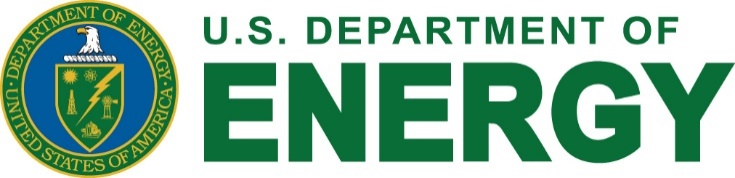 DEPARTMENT OF ENERGY
UNITED STATES OF AMERICA
U.S. DEPARTMENT OF
ENERGY